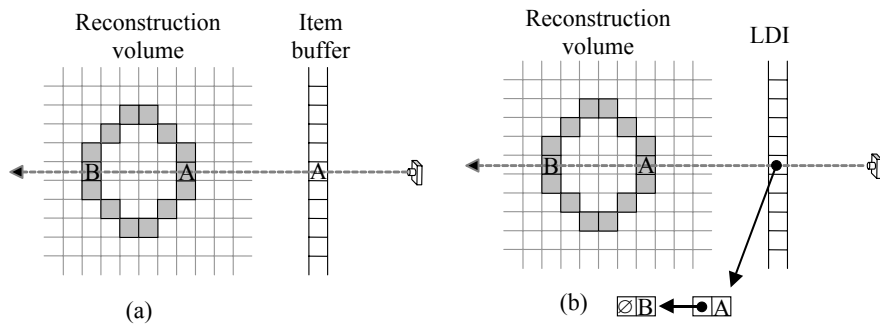 Reconstruction
volume
Item
buffer
B
A
A
(a)
Reconstruction
volume
LDI
B
A
(b)
∅ B
A